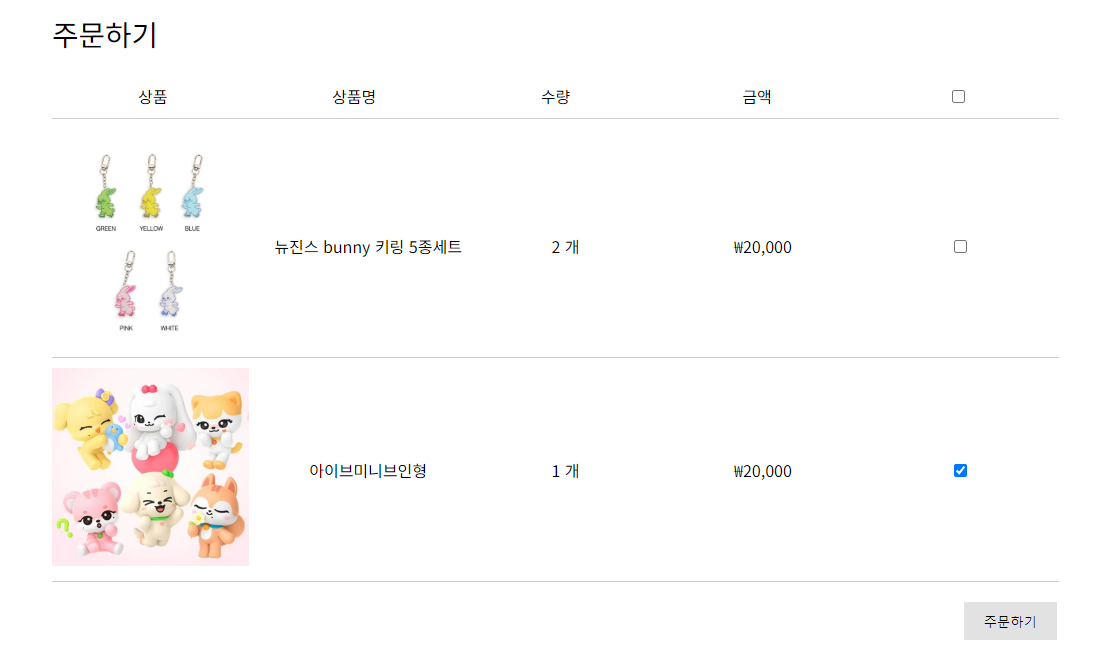 주문하기
상품 상품명 수량 금액
GREEN YELLOW BLUE
뉴진스 bunny 키링 5종세트 2 개 ₩20,000
PINK WHITE
아이브미니브인형 1 개 ₩20,000
주문하기